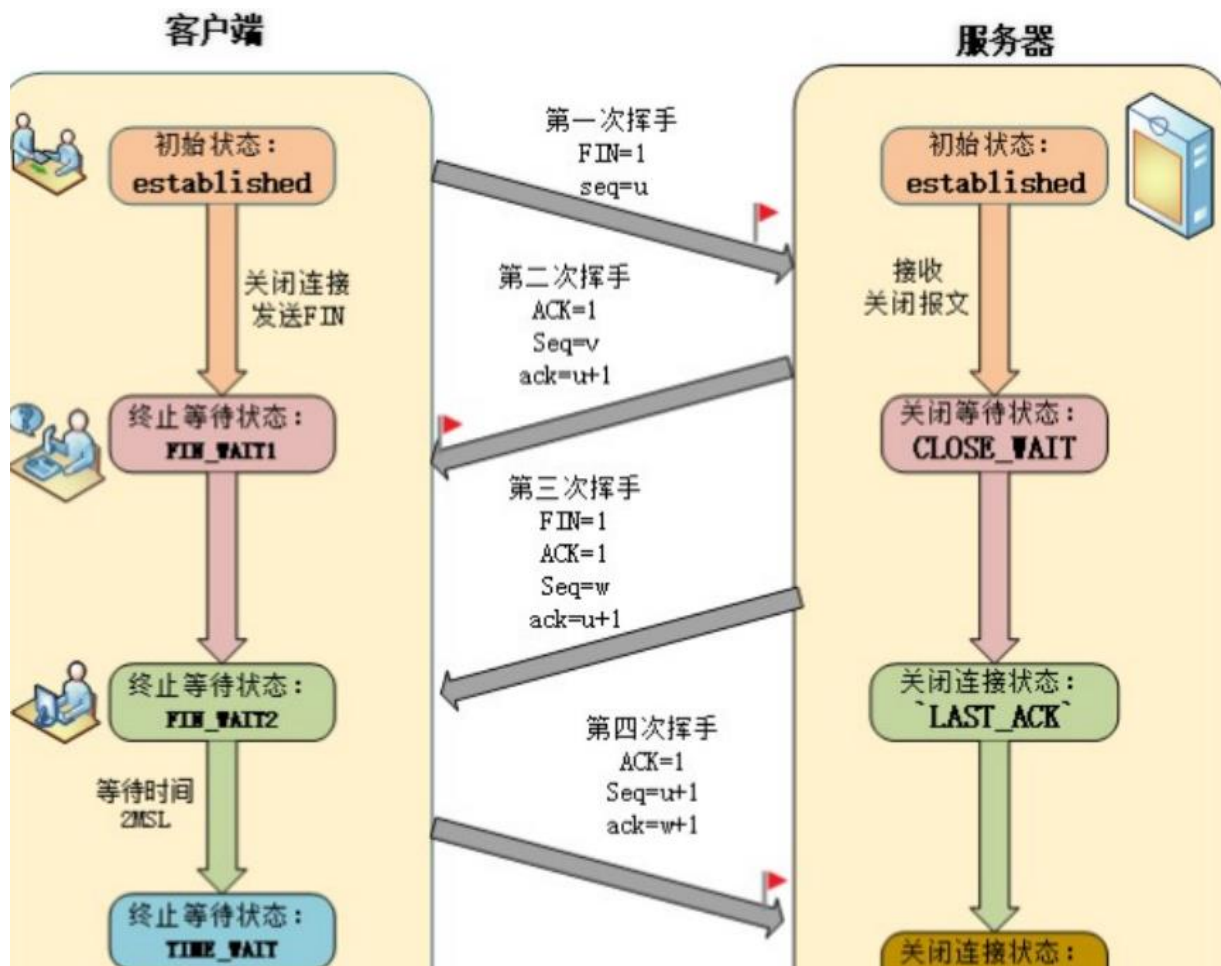 客户端
服务器
初始状态：
established
第一次挥手
FIN=1
seq=u
初始状态：
established
关闭连接
发送FIN
第二次挥手
ACK=1
Seq=v
ack=u+1
接收
关闭报文
终止等待状态：
FIN_WAIT1
关闭等待状态：
CLOSE_WAIT
第三次挥手
FIN=1
ACK=1
Seq=w
ack=u+1
终止等待状态：
FIN_WAIT2
关闭连接状态：
`LAST_ACK`
等待时间
2MSL
第四次挥手
ACK=1
Seq=u+1
ack=w+1
终止等待状态：
TIME_WAIT
关闭连接状态：